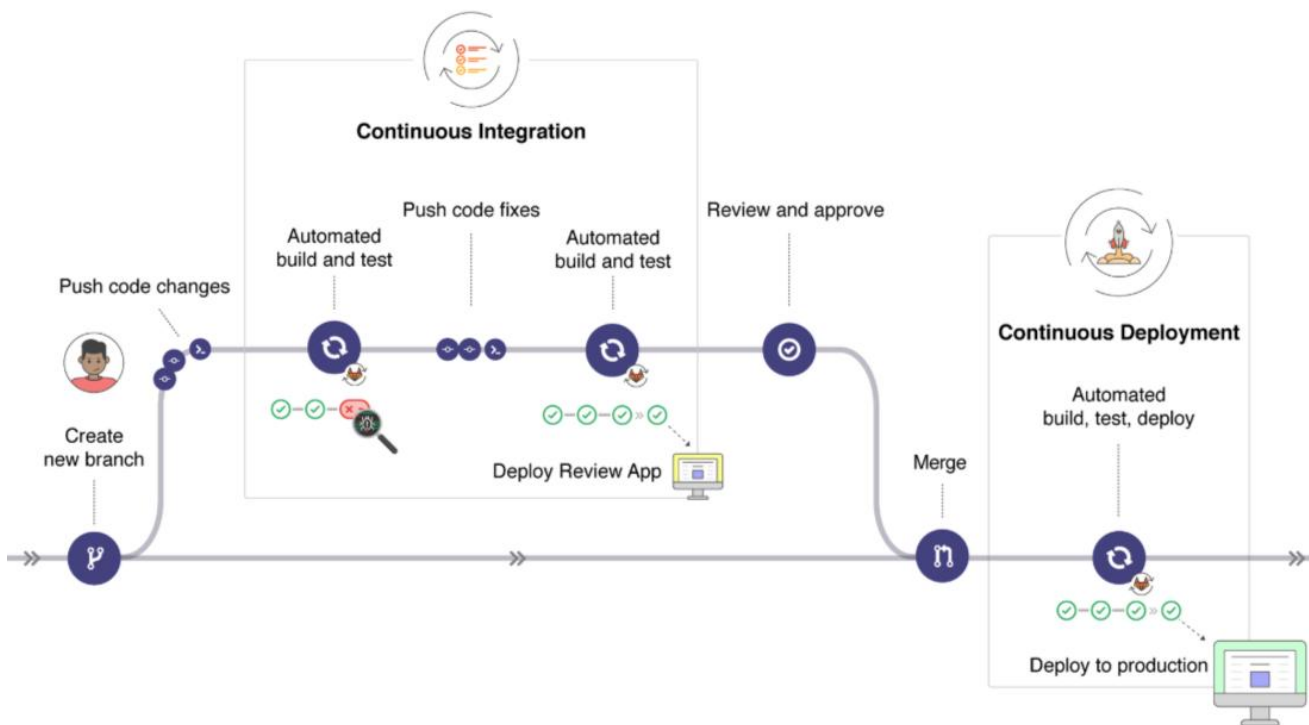 Continuous Integration
Push code fixes
Review and approve
Automated
build and test
Automated
build and test
Push code changes
Continuous Deployment
Automated
build, test, deploy
Create
new branch
Deploy Review App
Merge
Deploy to production